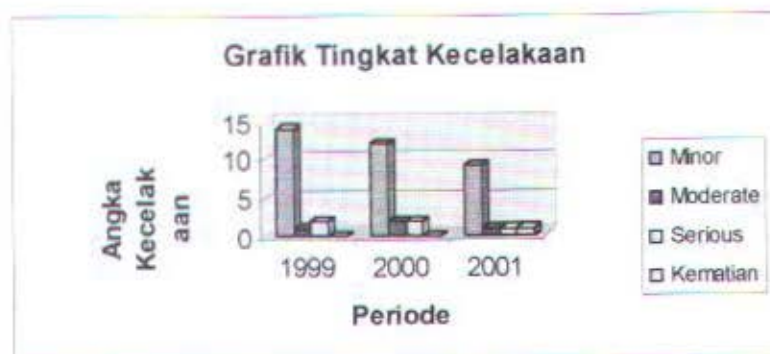 Grafik Tingkat Kecelakaan
15
10
5
0
Angka
Kecelak
aan
1999 2000 2001
Periode
Minor
Moderate
Serious
Kematian